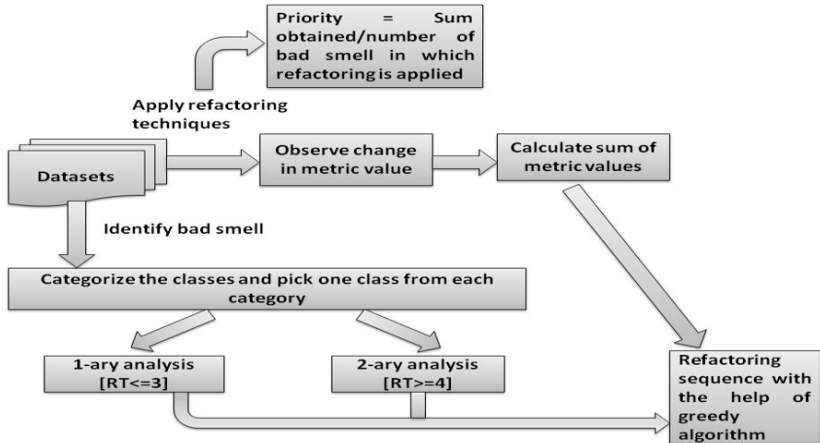 Priority = Sum
obtained/number of
bad smell in which
refactoring is applied
Apply refactoring
techniques
Datasets
Observe change
in metric value
Calculate sum of
metric values
Identify bad smell
Categorize the classes and pick one class from each
category
1-ary analysis
[RT<=3]
2-ary analysis
[RT>=4]
Refactoring
sequence with
the help of
greedy
algorithm